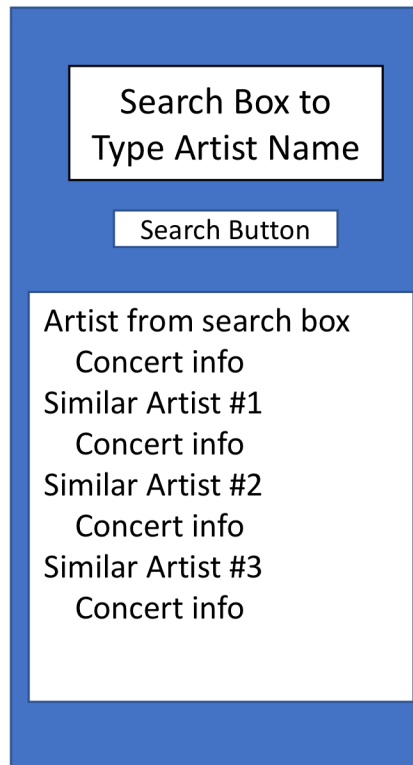 Search Box to
Type Artist Name
Search Button
Artist from search box
Concert info
Similar Artist #1
Concert info
Similar Artist #2
Concert info
Similar Artist #3
Concert info